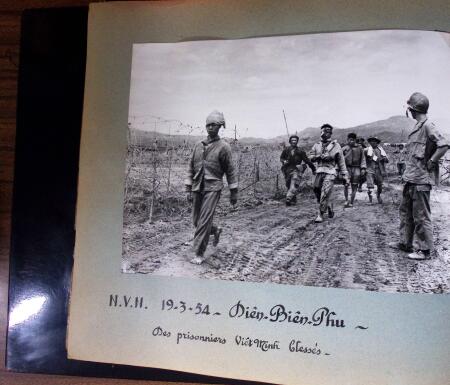 N.V.H. 19-3-54 - Diên-Biên-Phu ~
Des prisonniers Viêt Minh blessés -